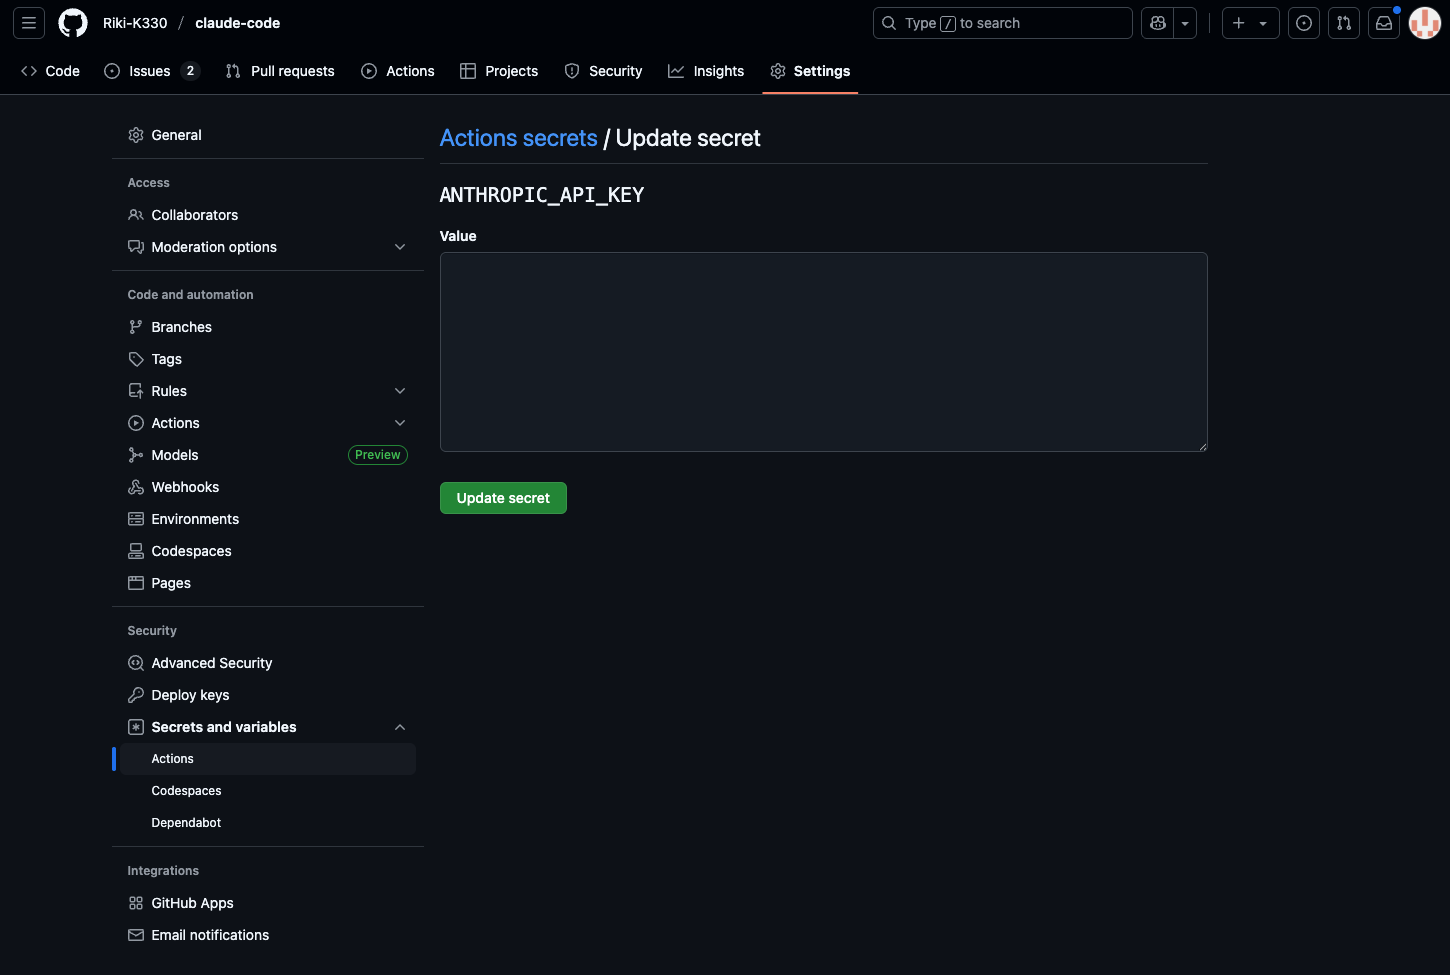 Riki-K330 / claude-code
Type / to search
Code
Issues 2
Pull requests
Actions
Projects
Security
Insights
Settings
General
Access
Collaborators
Moderation options
Code and automation
Branches
Tags
Rules
Actions
Models Preview
Webhooks
Environments
Codespaces
Pages
Security
Advanced Security
Deploy keys
Secrets and variables
Actions
Codespaces
Dependabot
Integrations
GitHub Apps
Email notifications
Actions secrets / Update secret
ANTHROPIC_API_KEY
Value
Update secret